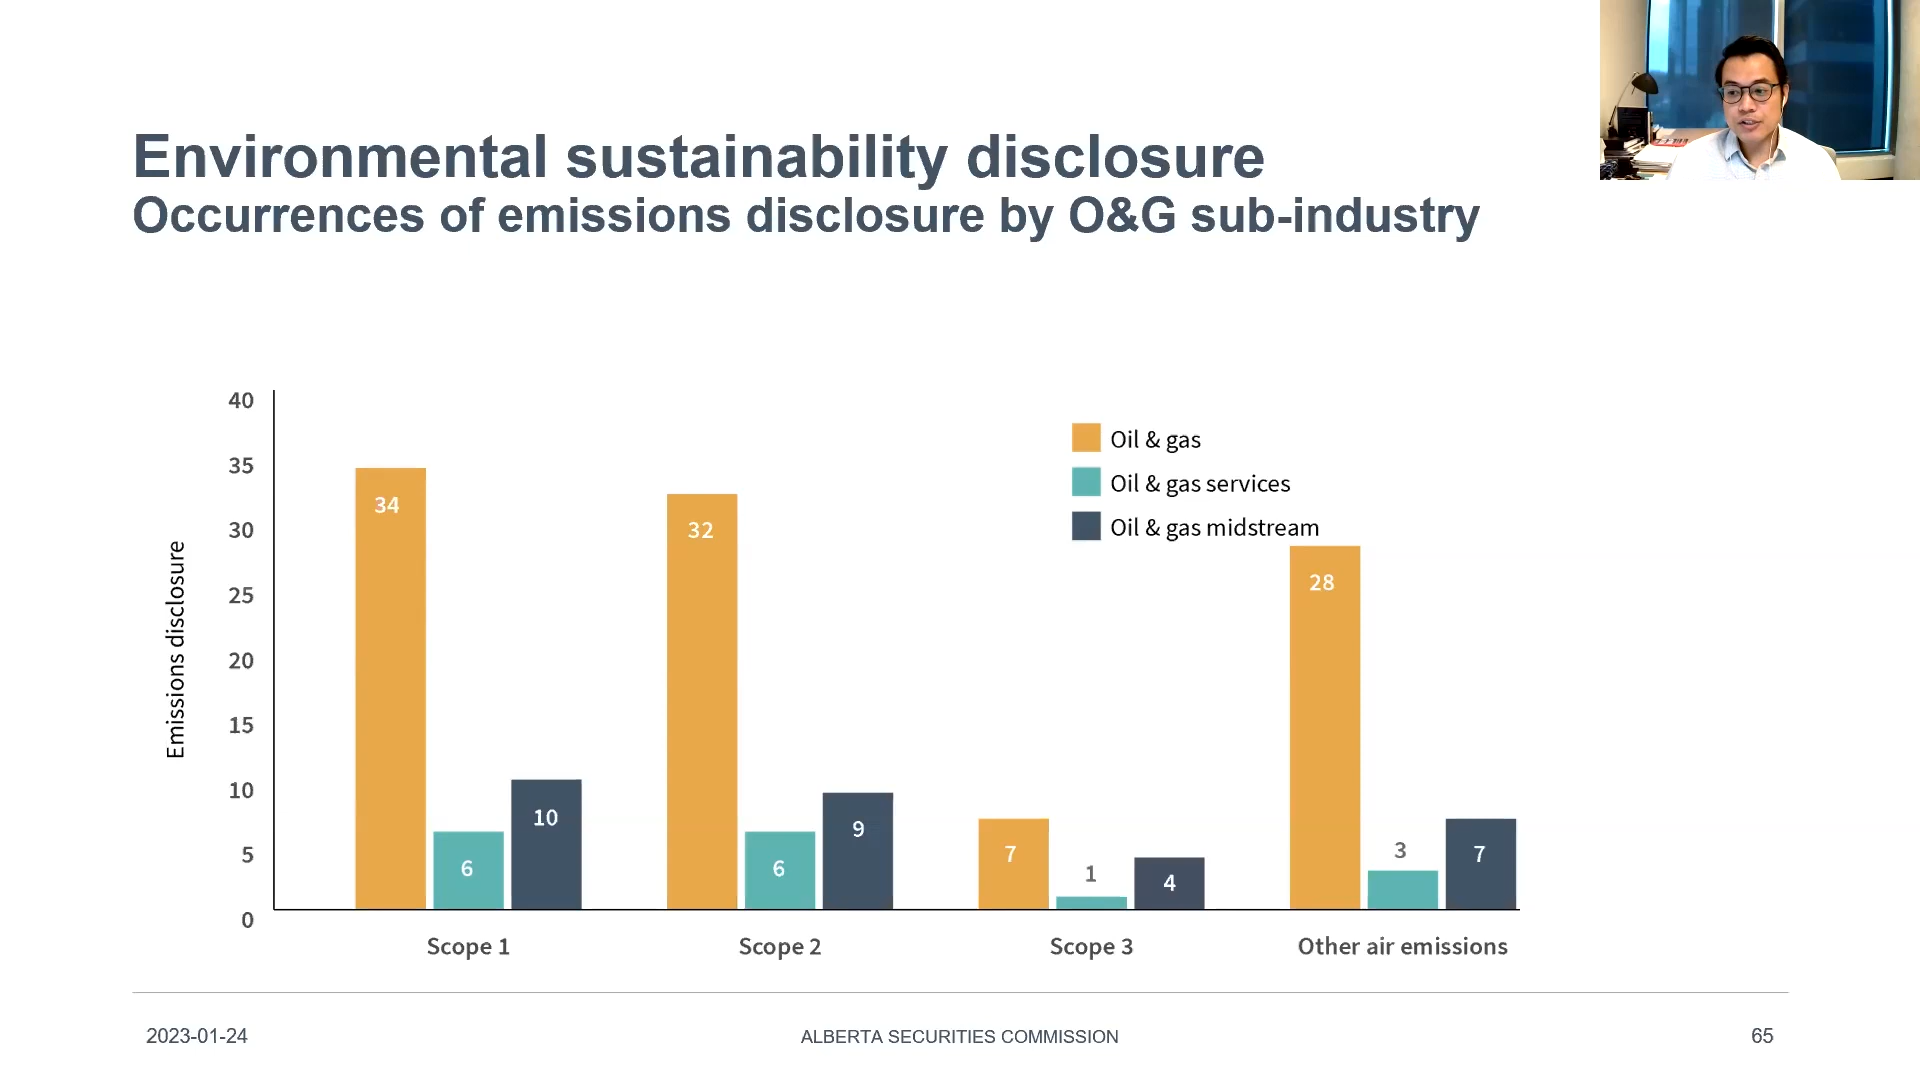 Environmental sustainability disclosure
Occurrences of emissions disclosure by O&G sub-industry
Emissions disclosure
40
35
30
25
20
15
10
5
0
Oil & gas
Oil & gas services
Oil & gas midstream
34
6
10
32
6
9
7
1
4
28
3
7
Scope 1
Scope 2
Scope 3
Other air emissions
2023-01-24
ALBERTA SECURITIES COMMISSION
65